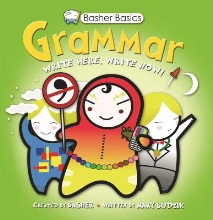 Basher Basics
Grammar
WRITE HERE, WRITE NOW!
CREATED BY BASHER • WRITTEN BY MARY BUDZIK